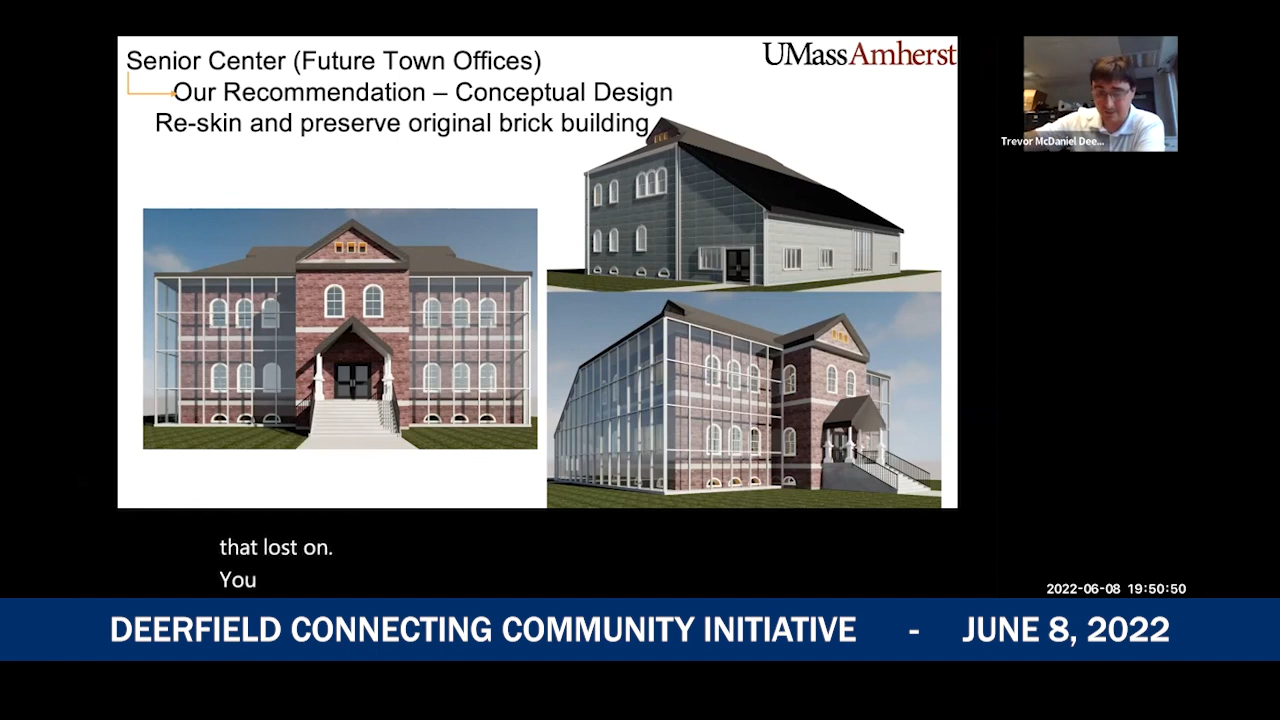 Senior Center (Future Town Offices)
UMassAmherst
Our Recommendation – Conceptual Design
Re-skin and preserve original brick building
Trevor McDaniel Dee...
that lost on.
You
2022-06-08 19:50:50
DEERFIELD CONNECTING COMMUNITY INITIATIVE - JUNE 8, 2022